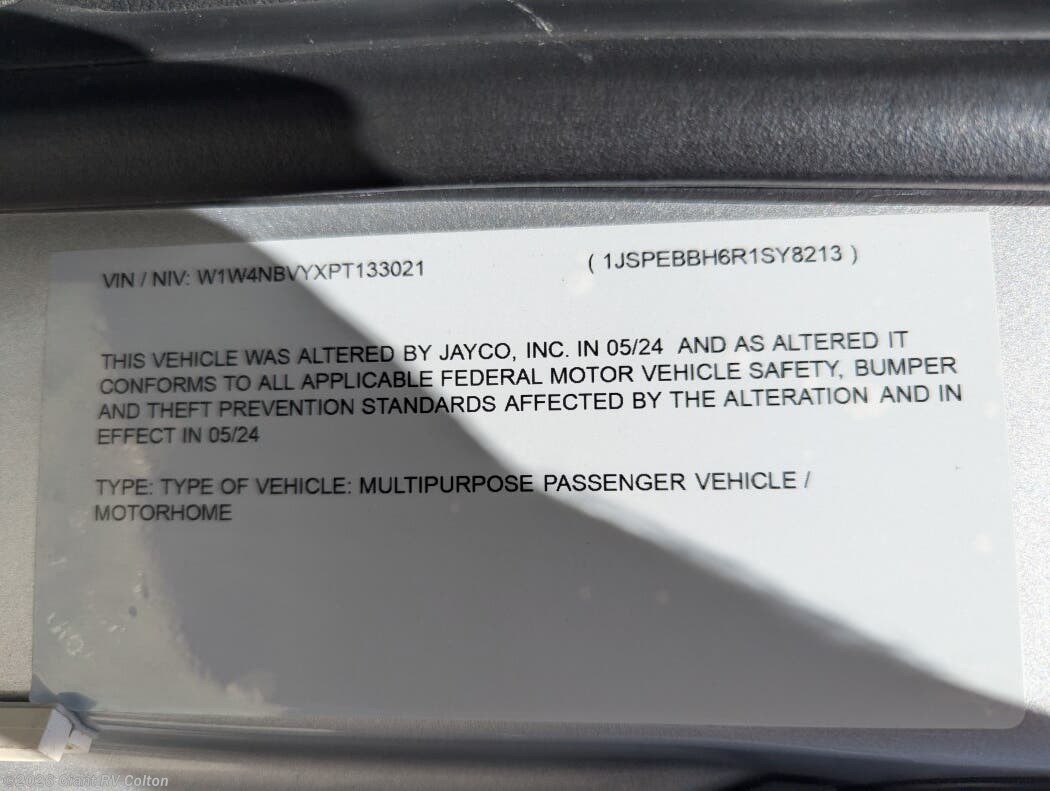 VIN / NIV: W1W4NBVYXPT133021 ( 1JSPEBBH6R1SY8213 )
THIS VEHICLE WAS ALTERED BY JAYCO, INC. IN 05/24 AND AS ALTERED IT
CONFORMS TO ALL APPLICABLE FEDERAL MOTOR VEHICLE SAFETY, BUMPER
AND THEFT PREVENTION STANDARDS AFFECTED BY THE ALTERATION AND IN
EFFECT IN 05/24
TYPE: TYPE OF VEHICLE: MULTIPURPOSE PASSENGER VEHICLE /
MOTORHOME
RV Colton